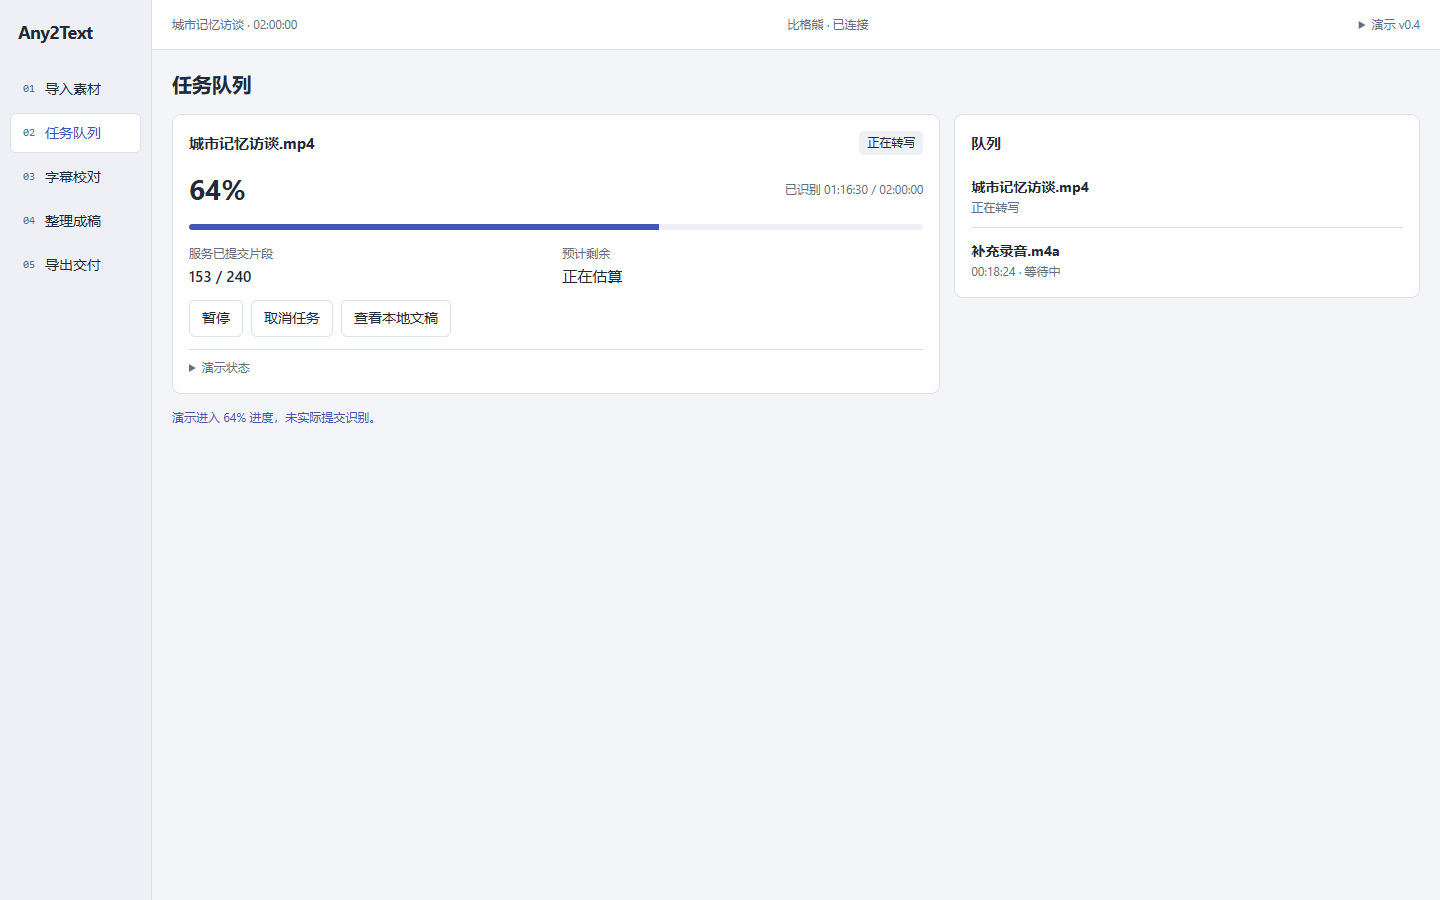 Any2Text
01 导入素材
02 任务队列
03 字幕校对
04 整理成稿
05 导出交付
城市记忆访谈 · 02:00:00
比格熊 · 已连接
▶ 演示 v0.4
任务队列
城市记忆访谈.mp4
正在转写
64%
已识别 01:16:30 / 02:00:00
服务已提交片段
153 / 240
预计剩余
正在估算
暂停
取消任务
查看本地文稿
▶ 演示状态
演示进入 64% 进度，未实际提交识别。
队列
城市记忆访谈.mp4
正在转写
补充录音.m4a
00:18:24 · 等待中